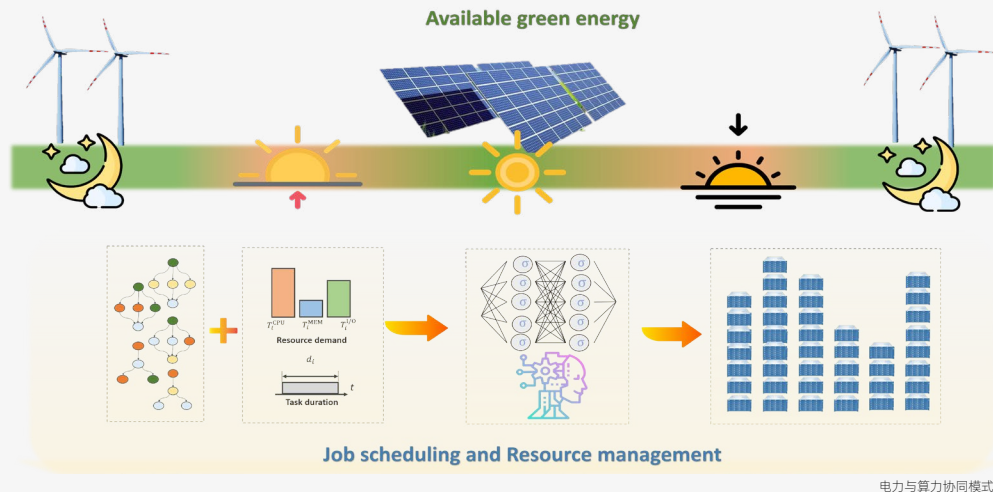 Available green energy
σ σ
σ σ
σ σ
σ σ
σ σ
T_i^CPU T_i^MEM T_i^I/O
Resource demand
d_i
t
Task duration
Job scheduling and Resource management
电力与算力协同模式